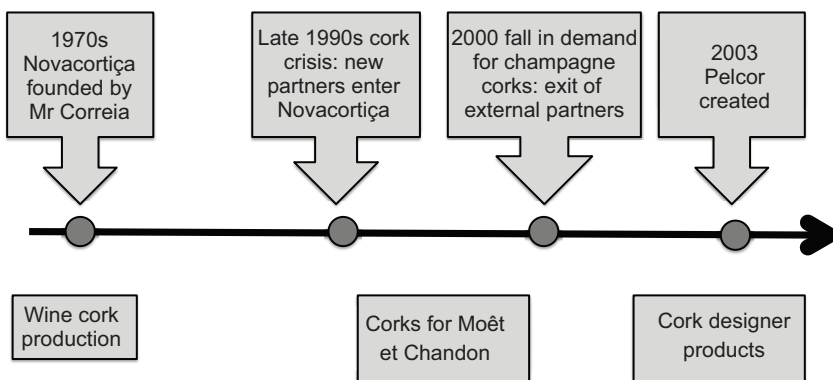 1970s
Novacortiça
founded by
Mr Correia
Late 1990s cork
crisis: new
partners enter
Novacortiça
2000 fall in demand
for champagne
corks: exit of
external partners
2003
Pelcor
created
Wine cork
production
Corks for Moêt
et Chandon
Cork designer
products